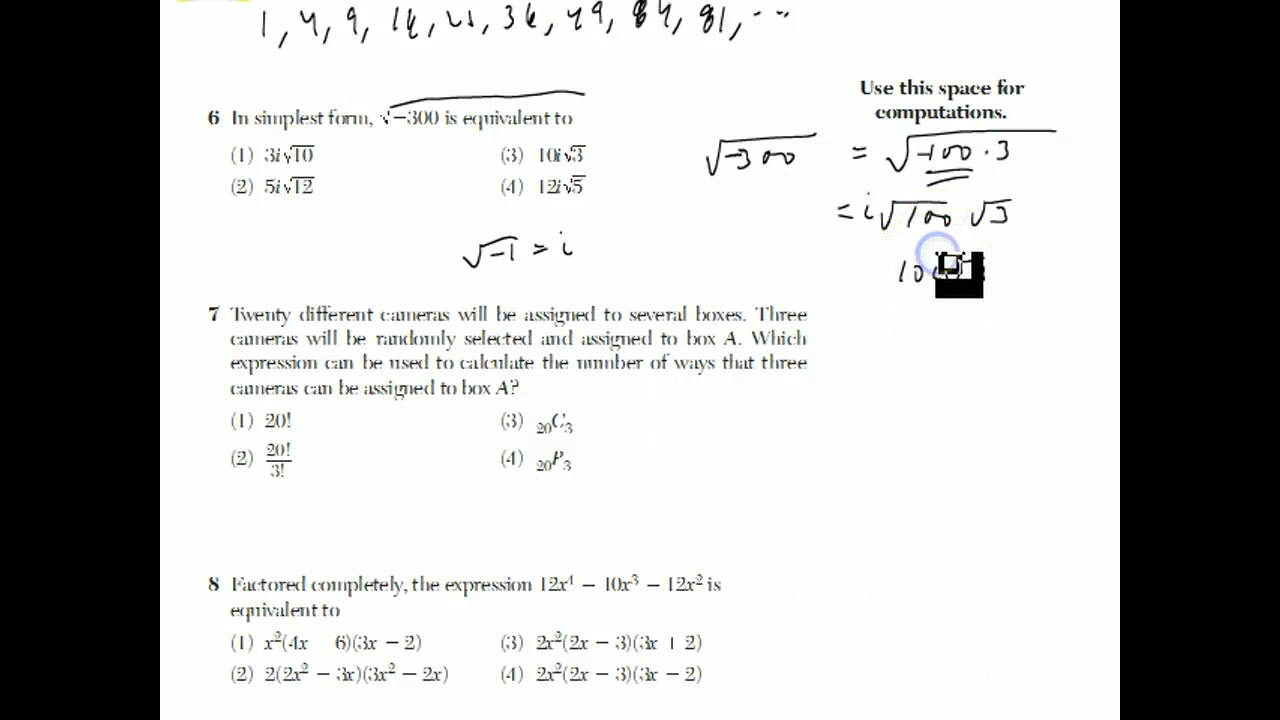 1, 4, 9, 16, 25, 36, 49, 64, 81, ...
Use this space for
computations.
6 In simplest form, √−300 is equivalent to
(1) 3i√10 (3) 10i√3
(2) 5i√12 (4) 12i√5
√-300 = √-100·3
= i√100 √3
√-1 = i
10
7 Twenty different cameras will be assigned to several boxes. Three
cameras will be randomly selected and assigned to box A. Which
expression can be used to calculate the number of ways that three
cameras can be assigned to box A?
(1) 20! (3) ₂₀C₃
(2) 20!/3! (4) ₂₀P₃
8 Factored completely, the expression 12x⁴ − 10x³ − 12x² is
equivalent to
(1) x²(4x 6)(3x − 2) (3) 2x²(2x − 3)(3x + 2)
(2) 2(2x² − 3x)(3x² − 2x) (4) 2x²(2x − 3)(3x − 2)